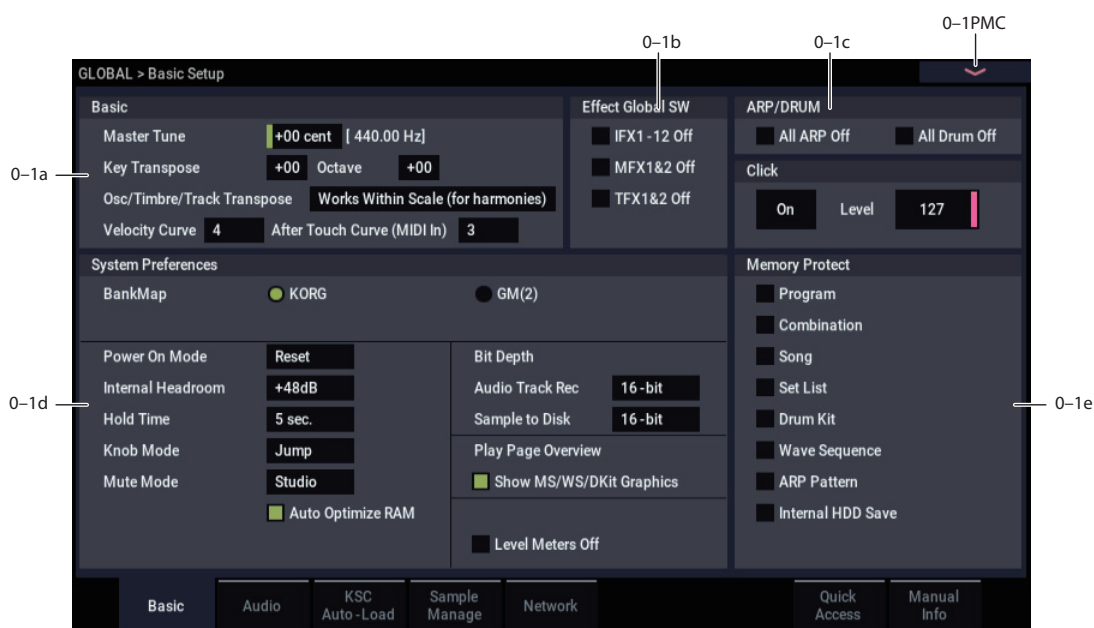 0–1PMC
0–1b
0–1c
GLOBAL > Basic Setup
Basic
Master Tune +00 cent [ 440.00 Hz]
0–1a
Key Transpose +00 Octave +00
Osc/Timbre/Track Transpose Works Within Scale (for harmonies)
Velocity Curve 4 After Touch Curve (MIDI In) 3
Effect Global SW
IFX1-12 Off
MFX1&2 Off
TFX1&2 Off
ARP/DRUM
All ARP Off All Drum Off
Click
On Level 127
System Preferences
BankMap KORG GM(2)
0–1d
Power On Mode Reset
Internal Headroom +48dB
Hold Time 5 sec.
Knob Mode Jump
Mute Mode Studio
Auto Optimize RAM
Bit Depth
Audio Track Rec 16-bit
Sample to Disk 16-bit
Play Page Overview
Show MS/WS/DKit Graphics
Level Meters Off
Memory Protect
Program
Combination
Song
Set List
0–1e
Drum Kit
Wave Sequence
ARP Pattern
Internal HDD Save
Basic
Audio
KSC
Auto-Load
Sample
Manage
Network
Quick
Access
Manual
Info